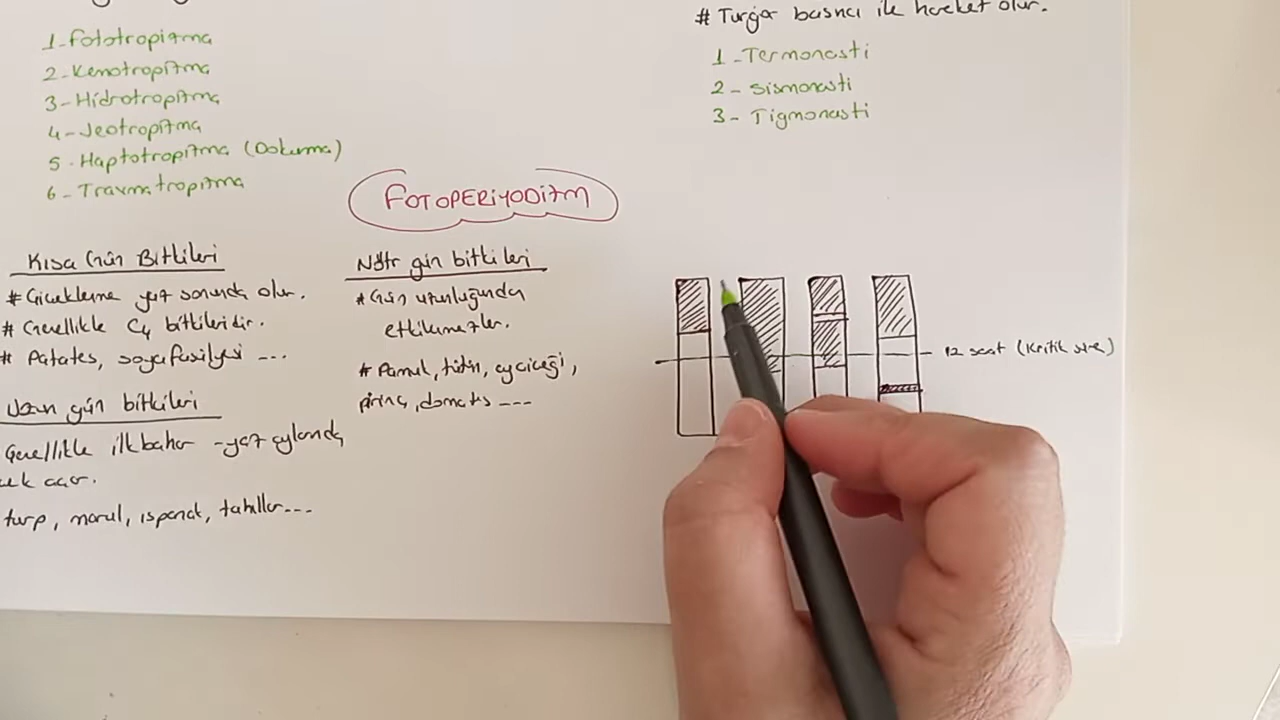 1-Fototropizma
2-Kemotropizma
3-Hidrotropizma
4-Jeotropizma
5-Haptotropizma (Dokunma)
6-Travmatropizma
# Turgor basıncı ile hareket olur.
1-Termonasti
2-Sismonasti
3-Tigmonasti
FOTOPERİYODİZM
Kısa Gün Bitkileri
#Çiçeklenme yaz sonunda olur.
# Genellikle C4 bitkileridir.
# Patates, soya fasülyesi ---
Uzun gün bitkileri
Genellikle ilkbahar -yaz aylarında
açar.
turp, marul, ıspanak, tahıllar---
Nötr gün bitkileri
#Gün uzunluğundan
etkilenmezler.
# Pamuk, tütün, ayçiçeği,
pirinç, domates ---
12 saat (Kritik süre)